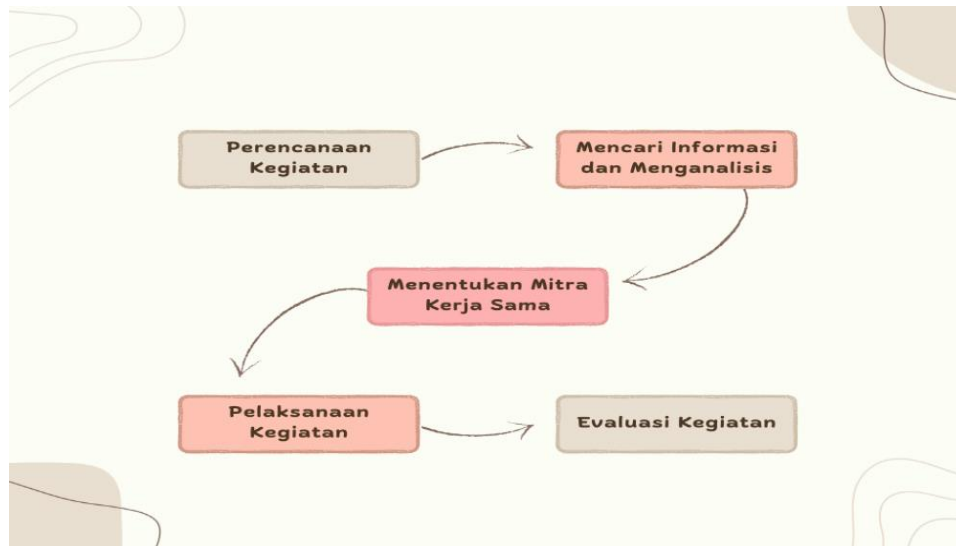 Perencanaan
Kegiatan
Mencari Informasi
dan Menganalisis
Menentukan Mitra
Kerja Sama
Pelaksanaan
Kegiatan
Evaluasi Kegiatan